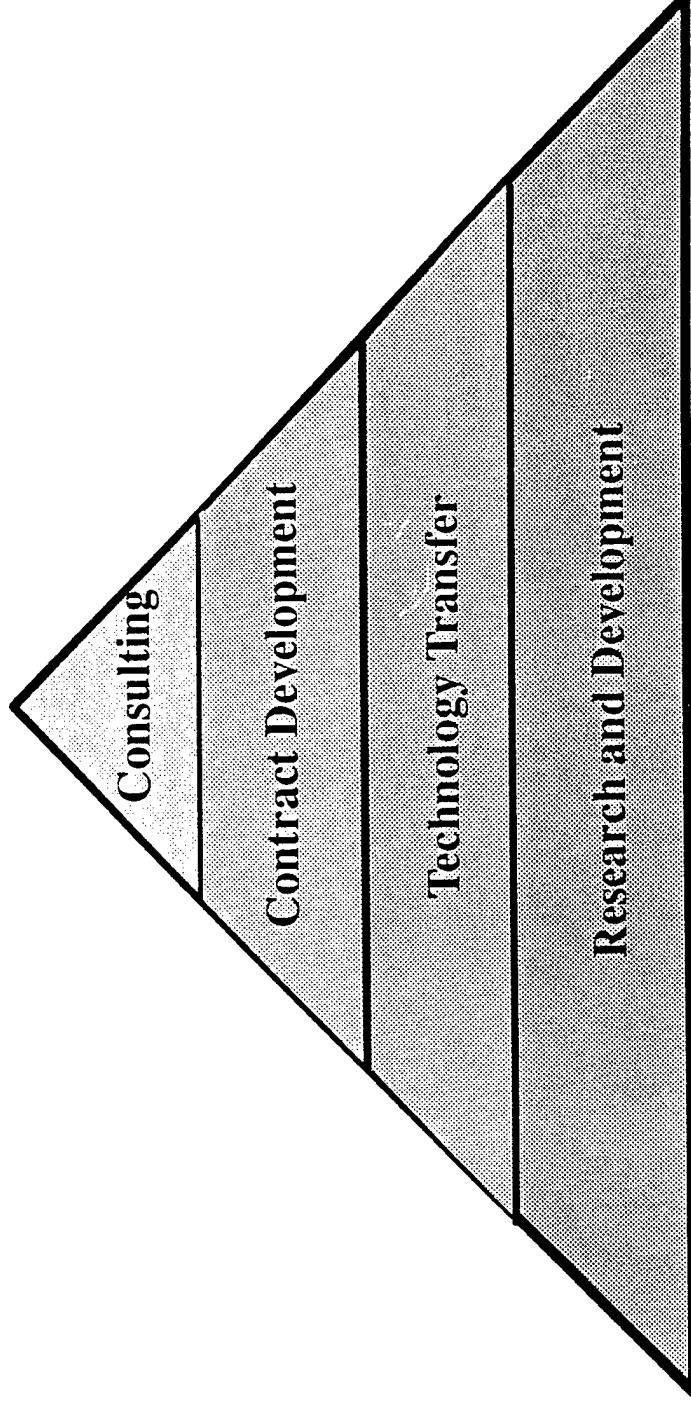 Consulting
Contract Development
Technology Transfer
Research and Development